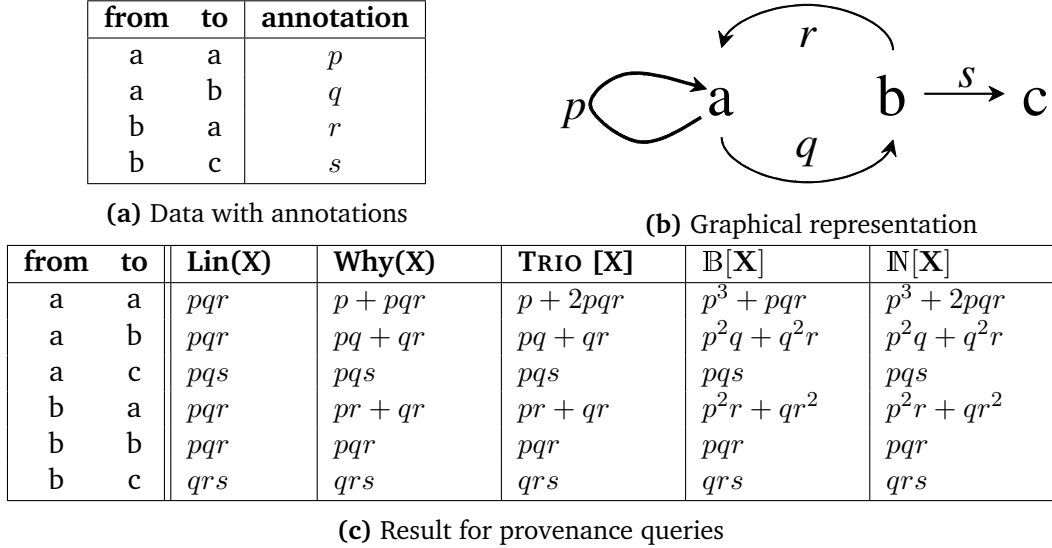 from to annotation
a a p
a b q
b a r
b c s
(a) Data with annotations
r
p a b s c
q
(b) Graphical representation
from to Lin(X) Why(X) TRIO [X] 𝔹[X] ℕ[X]
a a pqr p + pqr p + 2pqr p³ + pqr p³ + 2pqr
a b pqr pq + qr pq + qr p²q + q²r p²q + q²r
a c pqs pqs pqs pqs pqs
b a pqr pr + qr pr + qr p²r + qr² p²r + qr²
b b pqr pqr pqr pqr pqr
b c qrs qrs qrs qrs qrs
(c) Result for provenance queries